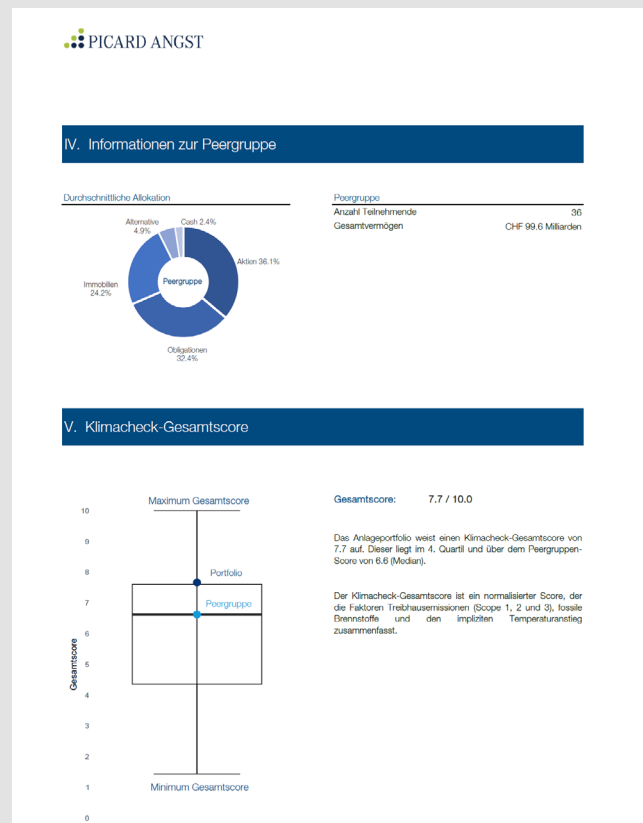 PICARD ANGST
IV. Informationen zur Peergruppe
Durchschnittliche Allokation
Alternative
4.9%
Cash 2.4%
Aktien 36.1%
Immobilien
24.2%
Peergruppe
Obligationen
32.4%
Peergruppe
Anzahl Teilnehmende 36
Gesamtvermögen CHF 99.6 Milliarden
V. Klimacheck-Gesamtscore
Maximum Gesamtscore
10
9
8
7
6
5
4
3
2
1
0
Gesamtscore
Portfolio
Peergruppe
Minimum Gesamtscore
Gesamtscore: 7.7 / 10.0
Das Anlageportfolio weist einen Klimacheck-Gesamtscore von
7.7 auf. Dieser liegt im 4. Quartil und über dem Peergruppen-
Score von 6.6 (Median).
Der Klimacheck-Gesamtscore ist ein normalisierter Score, der
die Faktoren Treibhausemissionen (Scope 1, 2 und 3), fossile
Brennstoffe und den impliziten Temperaturanstieg
zusammenfasst.